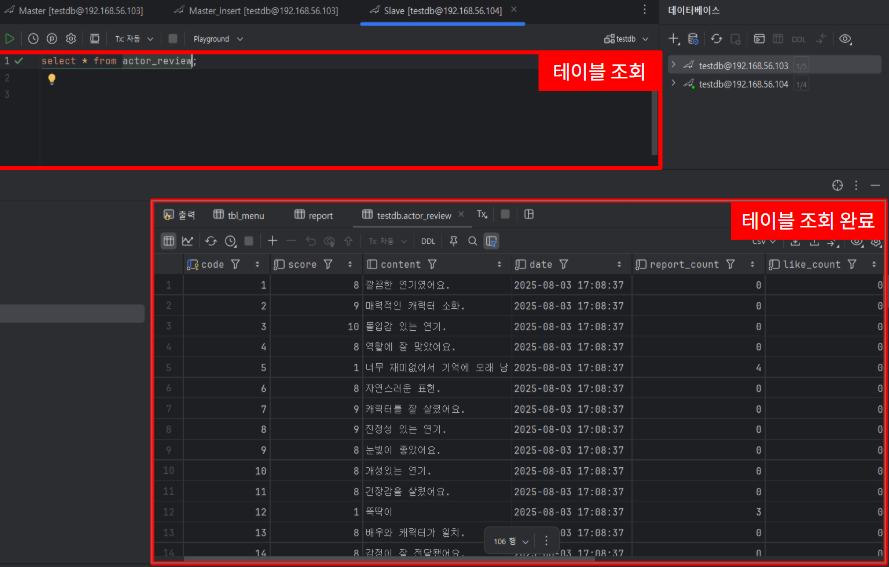 Master [testdb@192.168.56.103]
Master_insert [testdb@192.168.56.103]
Slave [testdb@192.168.56.104]
데이터베이스
Tx: 자동
Playground
testdb
DDL
1 select * from actor_review;
2
3
테이블 조회
testdb@192.168.56.103 1/5
testdb@192.168.56.104 1/4
출력
tbl_menu
report
testdb.actor_review
Tx
테이블 조회 완료
Tx: 자동
DDL
CSV
code score content date report_count like_count
1 1 8 깔끔한 연기였어요. 2025-08-03 17:08:37 0 0
2 2 9 매력적인 캐릭터 소화. 2025-08-03 17:08:37 0 0
3 3 10 몰입감 있는 연기. 2025-08-03 17:08:37 0 0
4 4 8 역할에 잘 맞았어요. 2025-08-03 17:08:37 0 0
5 5 1 너무 재미없어서 기억에 오래 남 2025-08-03 17:08:37 4 0
6 6 8 자연스러운 표현. 2025-08-03 17:08:37 0 0
7 7 9 캐릭터를 잘 살렸어요. 2025-08-03 17:08:37 0 0
8 8 9 진정성 있는 연기. 2025-08-03 17:08:37 0 0
9 9 8 눈빛이 좋았어요. 2025-08-03 17:08:37 0 0
10 10 8 개성있는 연기. 2025-08-03 17:08:37 0 0
11 11 8 긴장감을 살렸어요. 2025-08-03 17:08:37 0 0
12 12 1 똑딱이 2025-08-03 17:08:37 3 0
13 13 8 배우와 캐릭터가 일치. 2025-08-03 17:08:37 0 0
14 14 8 감정이 잘 전달됐어요. 17:08:37 0 0
106 행